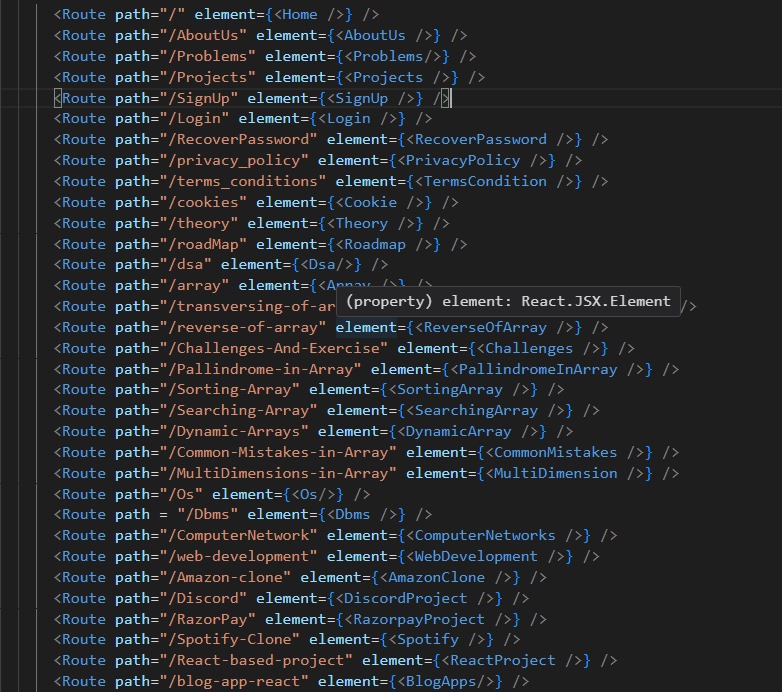 <Route path="/" element={<Home />} />
<Route path="/AboutUs" element={<AboutUs />} />
<Route path="/Problems" element={<Problems/>} />
<Route path="/Projects" element={<Projects />} />
<Route path="/SignUp" element={<SignUp />} />
<Route path="/Login" element={<Login />} />
<Route path="/RecoverPassword" element={<RecoverPassword />} />
<Route path="/privacy_policy" element={<PrivacyPolicy />} />
<Route path="/terms_conditions" element={<TermsCondition />} />
<Route path="/cookies" element={<Cookie />} />
<Route path="/theory" element={<Theory />} />
<Route path="/roadMap" element={<Roadmap />} />
<Route path="/dsa" element={<Dsa/>} />
<Route path="/array" element={<Array />} />
(property) element: React.JSX.Element
<Route path="/transversing-of-ar />
<Route path="/reverse-of-array" element={<ReverseOfArray />} />
<Route path="/Challenges-And-Exercise" element={<Challenges />} />
<Route path="/Pallindrome-in-Array" element={<PallindromeInArray />} />
<Route path="/Sorting-Array" element={<SortingArray />} />
<Route path="/Searching-Array" element={<SearchingArray />} />
<Route path="/Dynamic-Arrays" element={<DynamicArray />} />
<Route path="/Common-Mistakes-in-Array" element={<CommonMistakes />} />
<Route path="/MultiDimensions-in-Array" element={<MultiDimension />} />
<Route path="/Os" element={<Os/>} />
<Route path = "/Dbms" element={<Dbms />} />
<Route path="/ComputerNetwork" element={<ComputerNetworks />} />
<Route path="/web-development" element={<WebDevelopment />} />
<Route path="/Amazon-clone" element={<AmazonClone />} />
<Route path="/Discord" element={<DiscordProject />} />
<Route path="/RazorPay" element={<RazorpayProject />} />
<Route path="/Spotify-Clone" element={<Spotify />} />
<Route path="/React-based-project" element={<ReactProject />} />
<Route path="/blog-app-react" element={<BlogApps/>} />